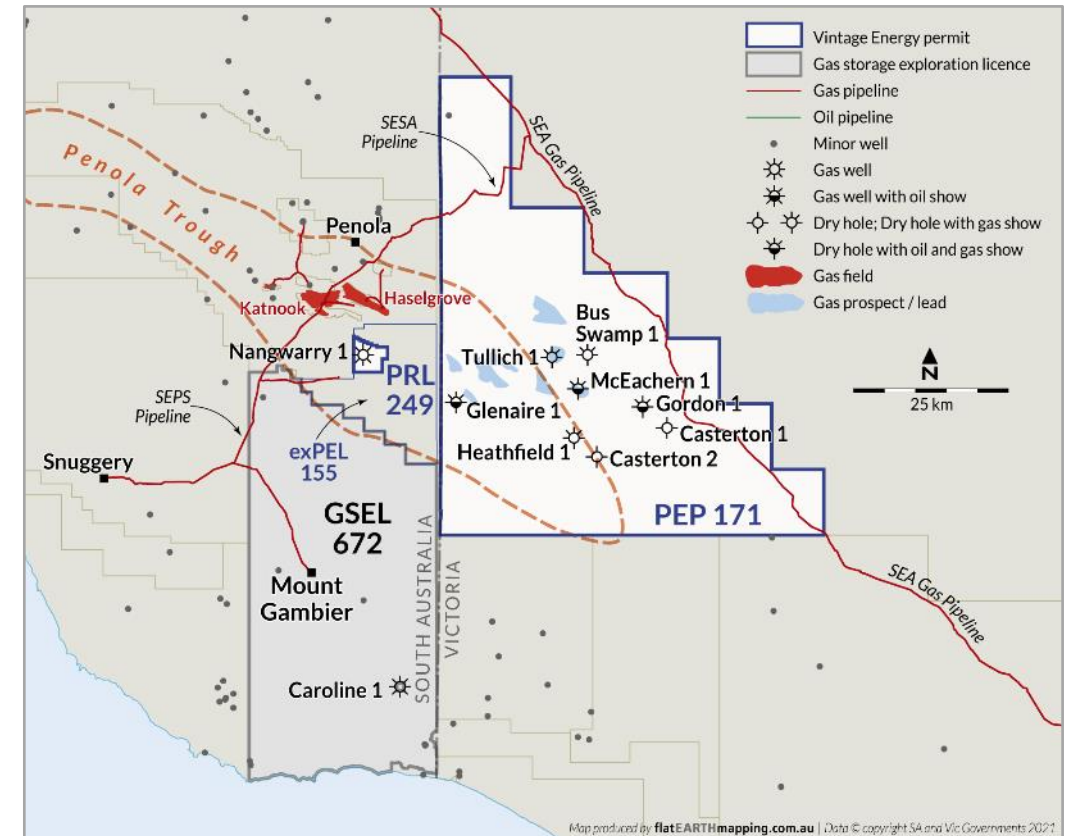 Vintage Energy permit
Gas storage exploration licence
Gas pipeline
Oil pipeline
Minor well
Gas well
Gas well with oil show
Dry hole; Dry hole with gas show
Dry hole with oil and gas show
Gas field
Gas prospect / lead
N
25 km
SESA
Pipeline
SEA Gas Pipeline
Penola Trough
Penola
Katnook
Haselgrove
Bus
Swamp 1
Nangwarry 1
Tullich 1
PRL
249
McEachern 1
Glenaire 1
Gordon 1
SEPS
Pipeline
Casterton 1
exPEL
155
Heathfield 1
Casterton 2
Snuggery
GSEL
672
PEP 171
SOUTH AUSTRALIA
VICTORIA
Mount
Gambier
SEA Gas Pipeline
Caroline 1
Map produced by flatEARTHmapping.com.au | Data © copyright SA and Vic Governments 2021